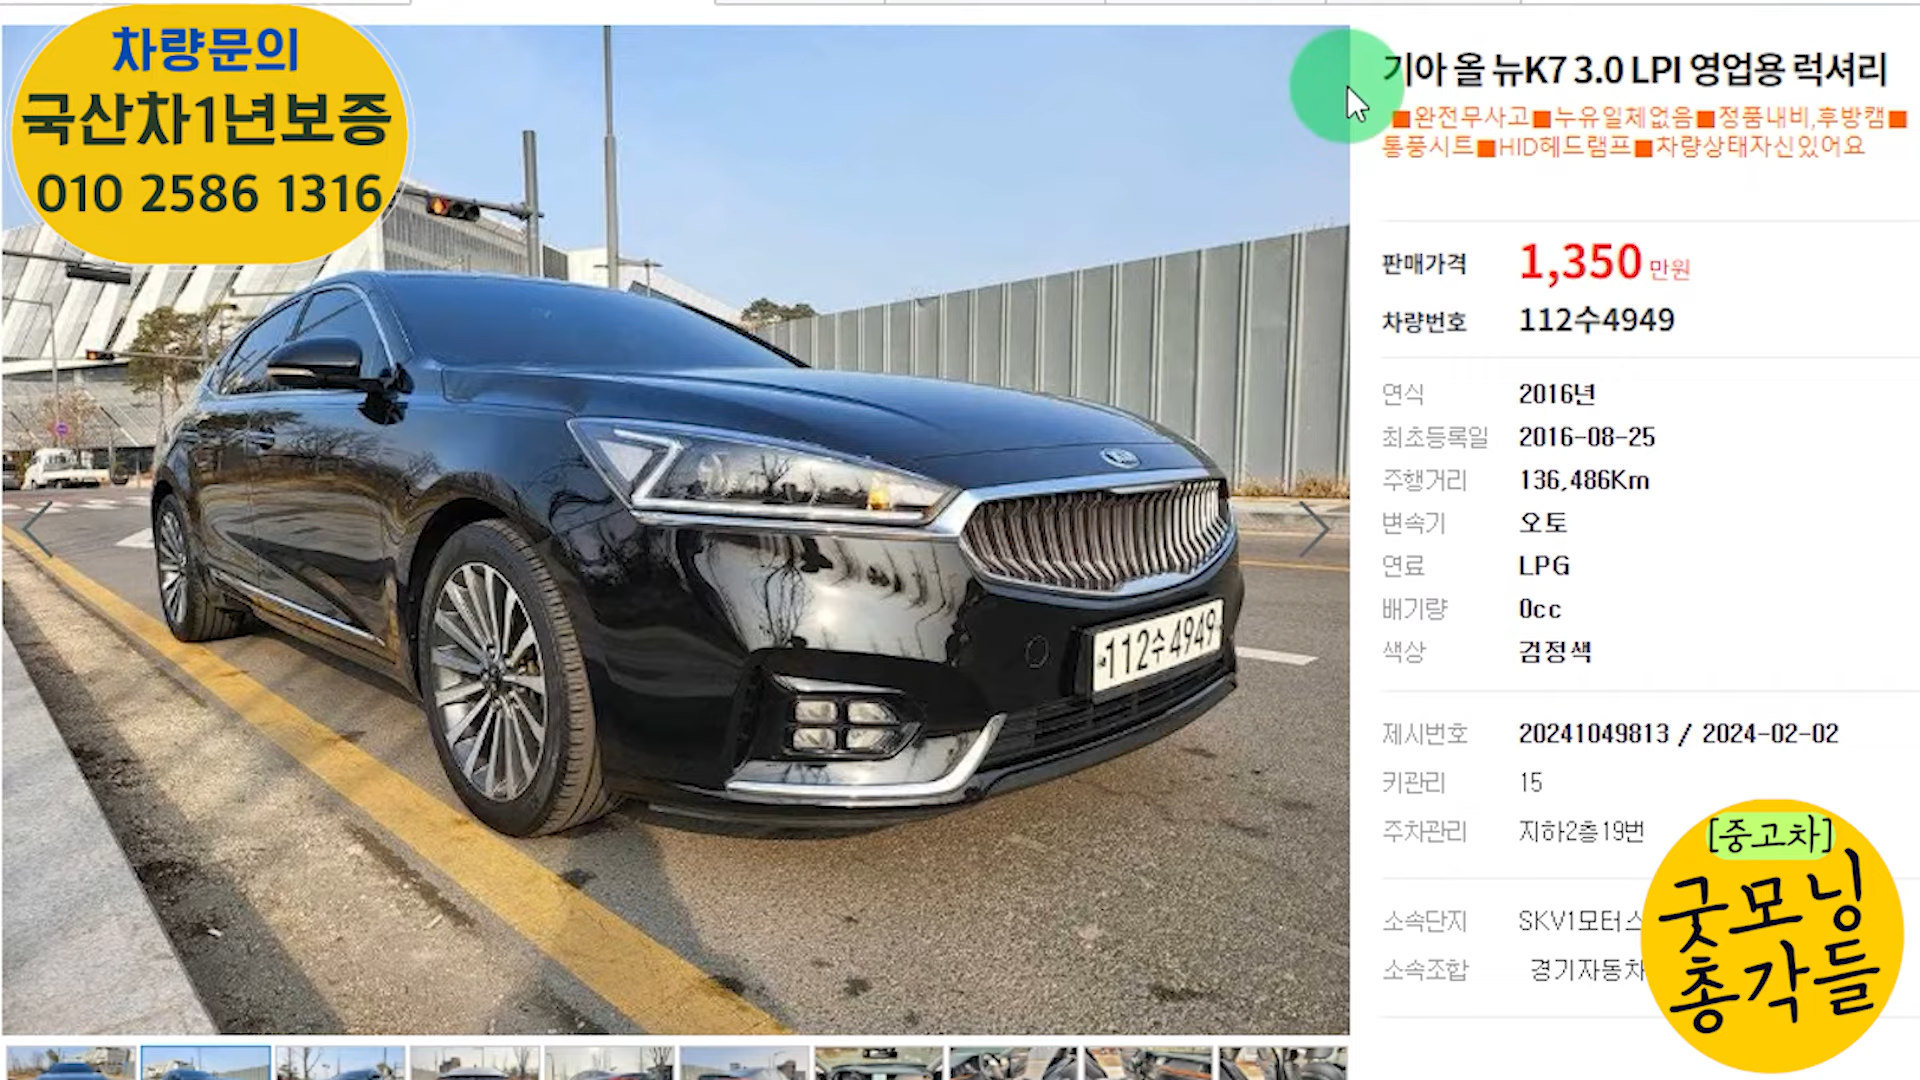 차량문의
국산차1년보증
010 2586 1316
기아 올 뉴K7 3.0 LPI 영업용 럭셔리
■완전무사고■누유일체없음■정품내비,후방캠■
통풍시트■HID헤드램프■차량상태자신있어요
판매가격 1,350 만원
차량번호 112수4949
연식 2016년
최초등록일 2016-08-25
주행거리 136,486Km
변속기 오토
연료 LPG
배기량 0cc
색상 검정색
제시번호 20241049813 / 2024-02-02
키관리 15
주차관리 지하2층19번
소속단지 SKV1모터스
소속조합 경기자동차
112수4949
[중고차]
굿모닝
총각들